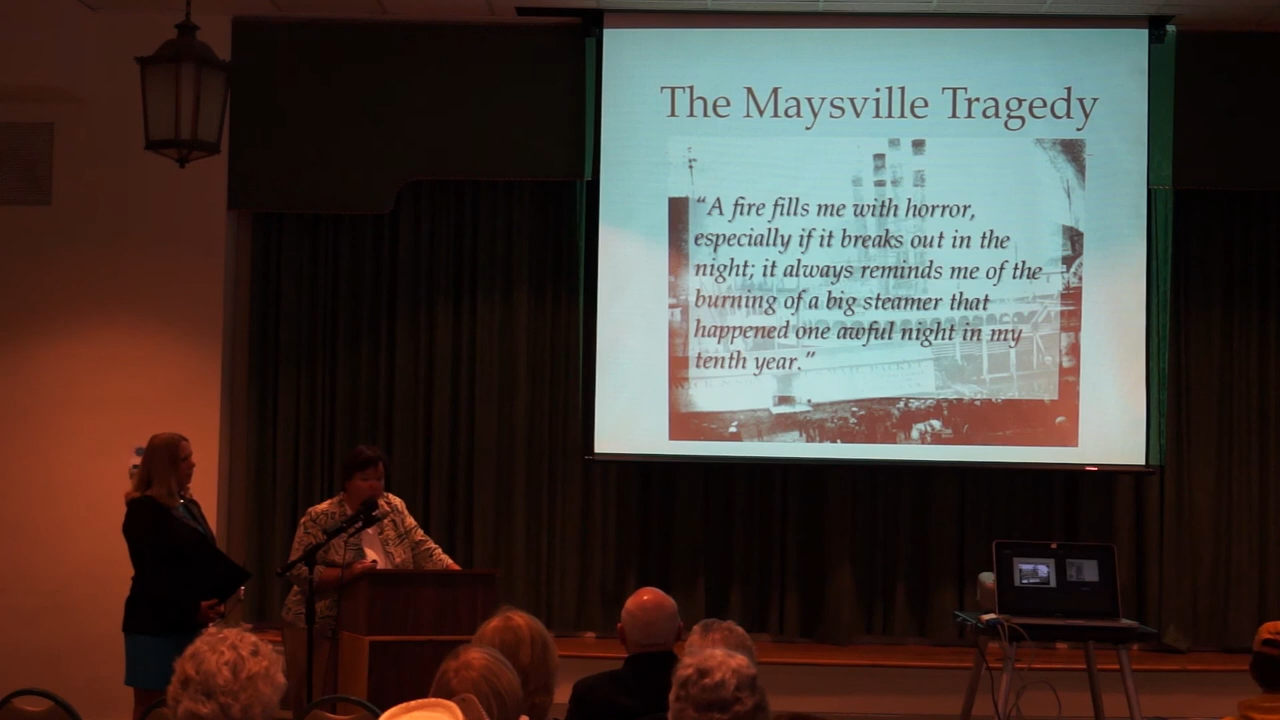 The Maysville Tragedy
“A fire fills me with horror,
especially if it breaks out in the
night; it always reminds me of the
burning of a big steamer that
happened one awful night in my
tenth year.”